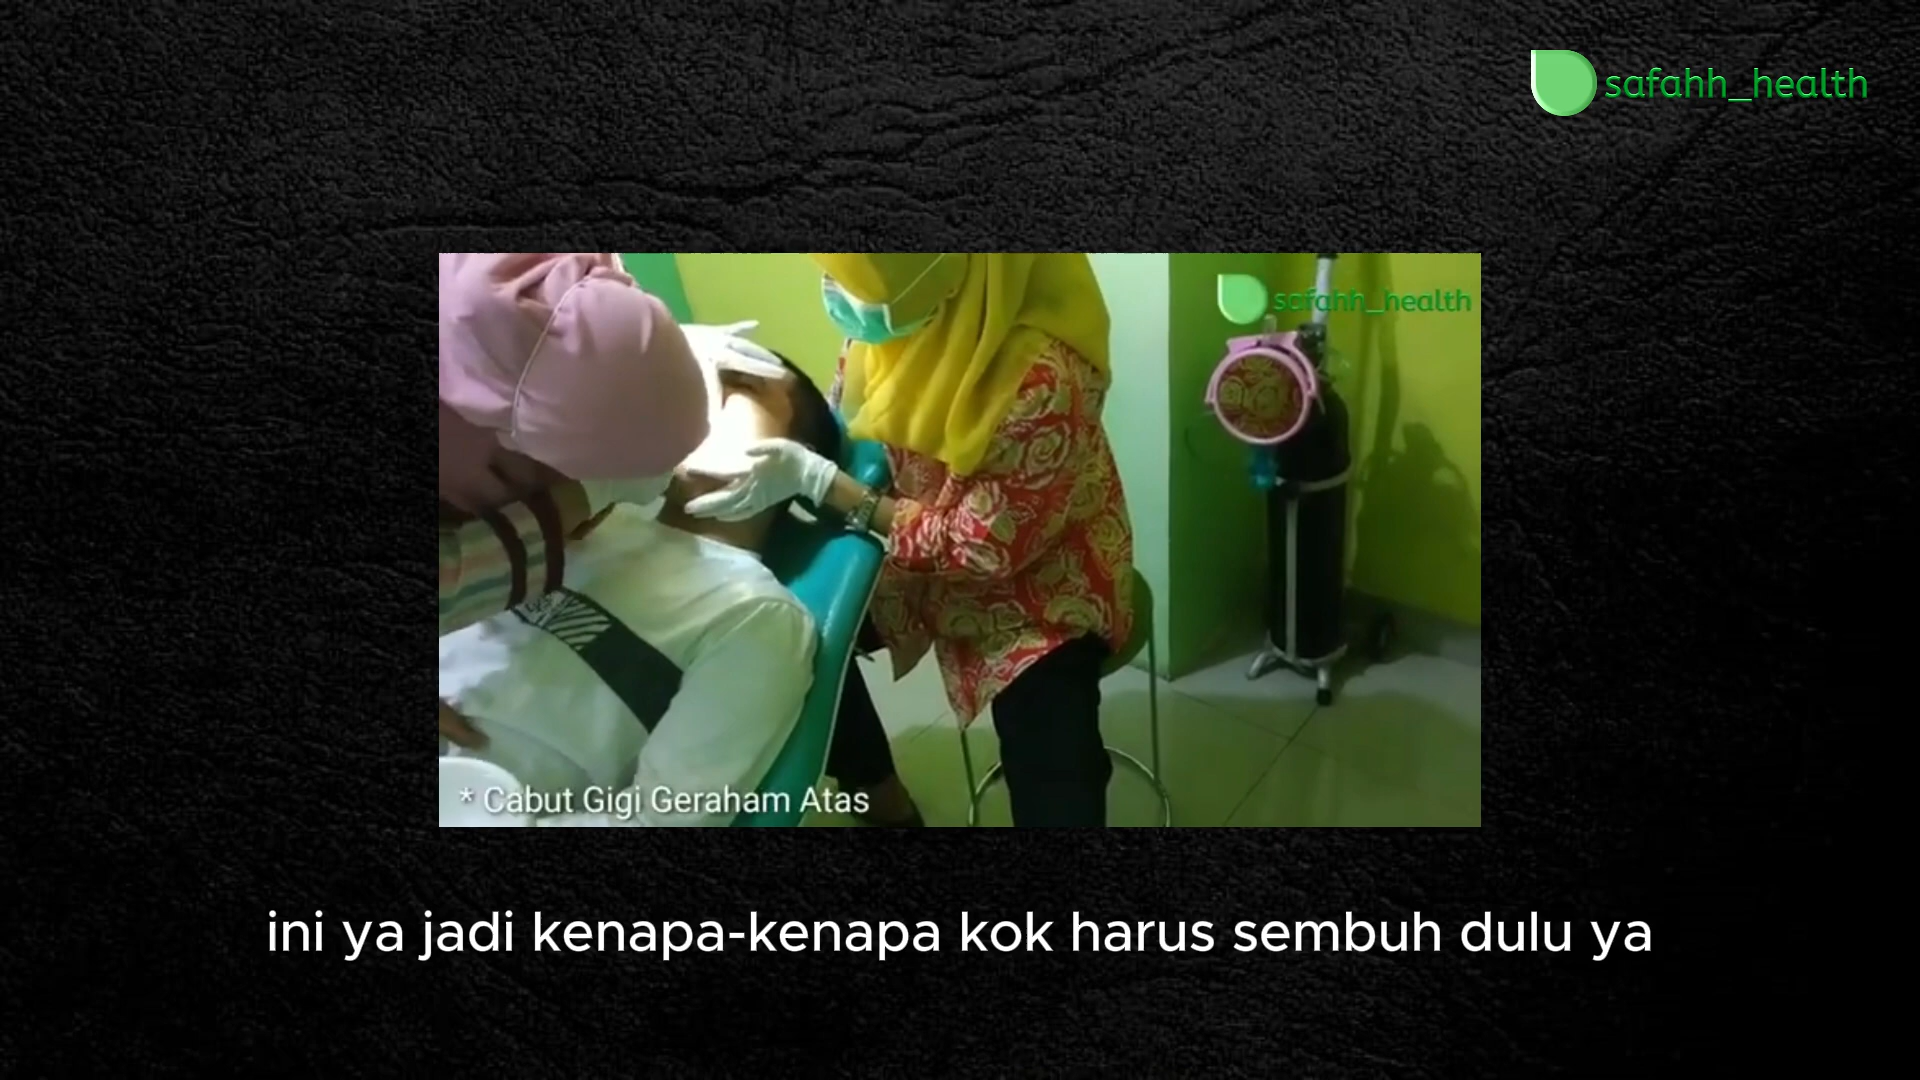 safahh_health
safahh_health
* Cabut Gigi Geraham Atas
ini ya jadi kenapa-kenapa kok harus sembuh dulu ya